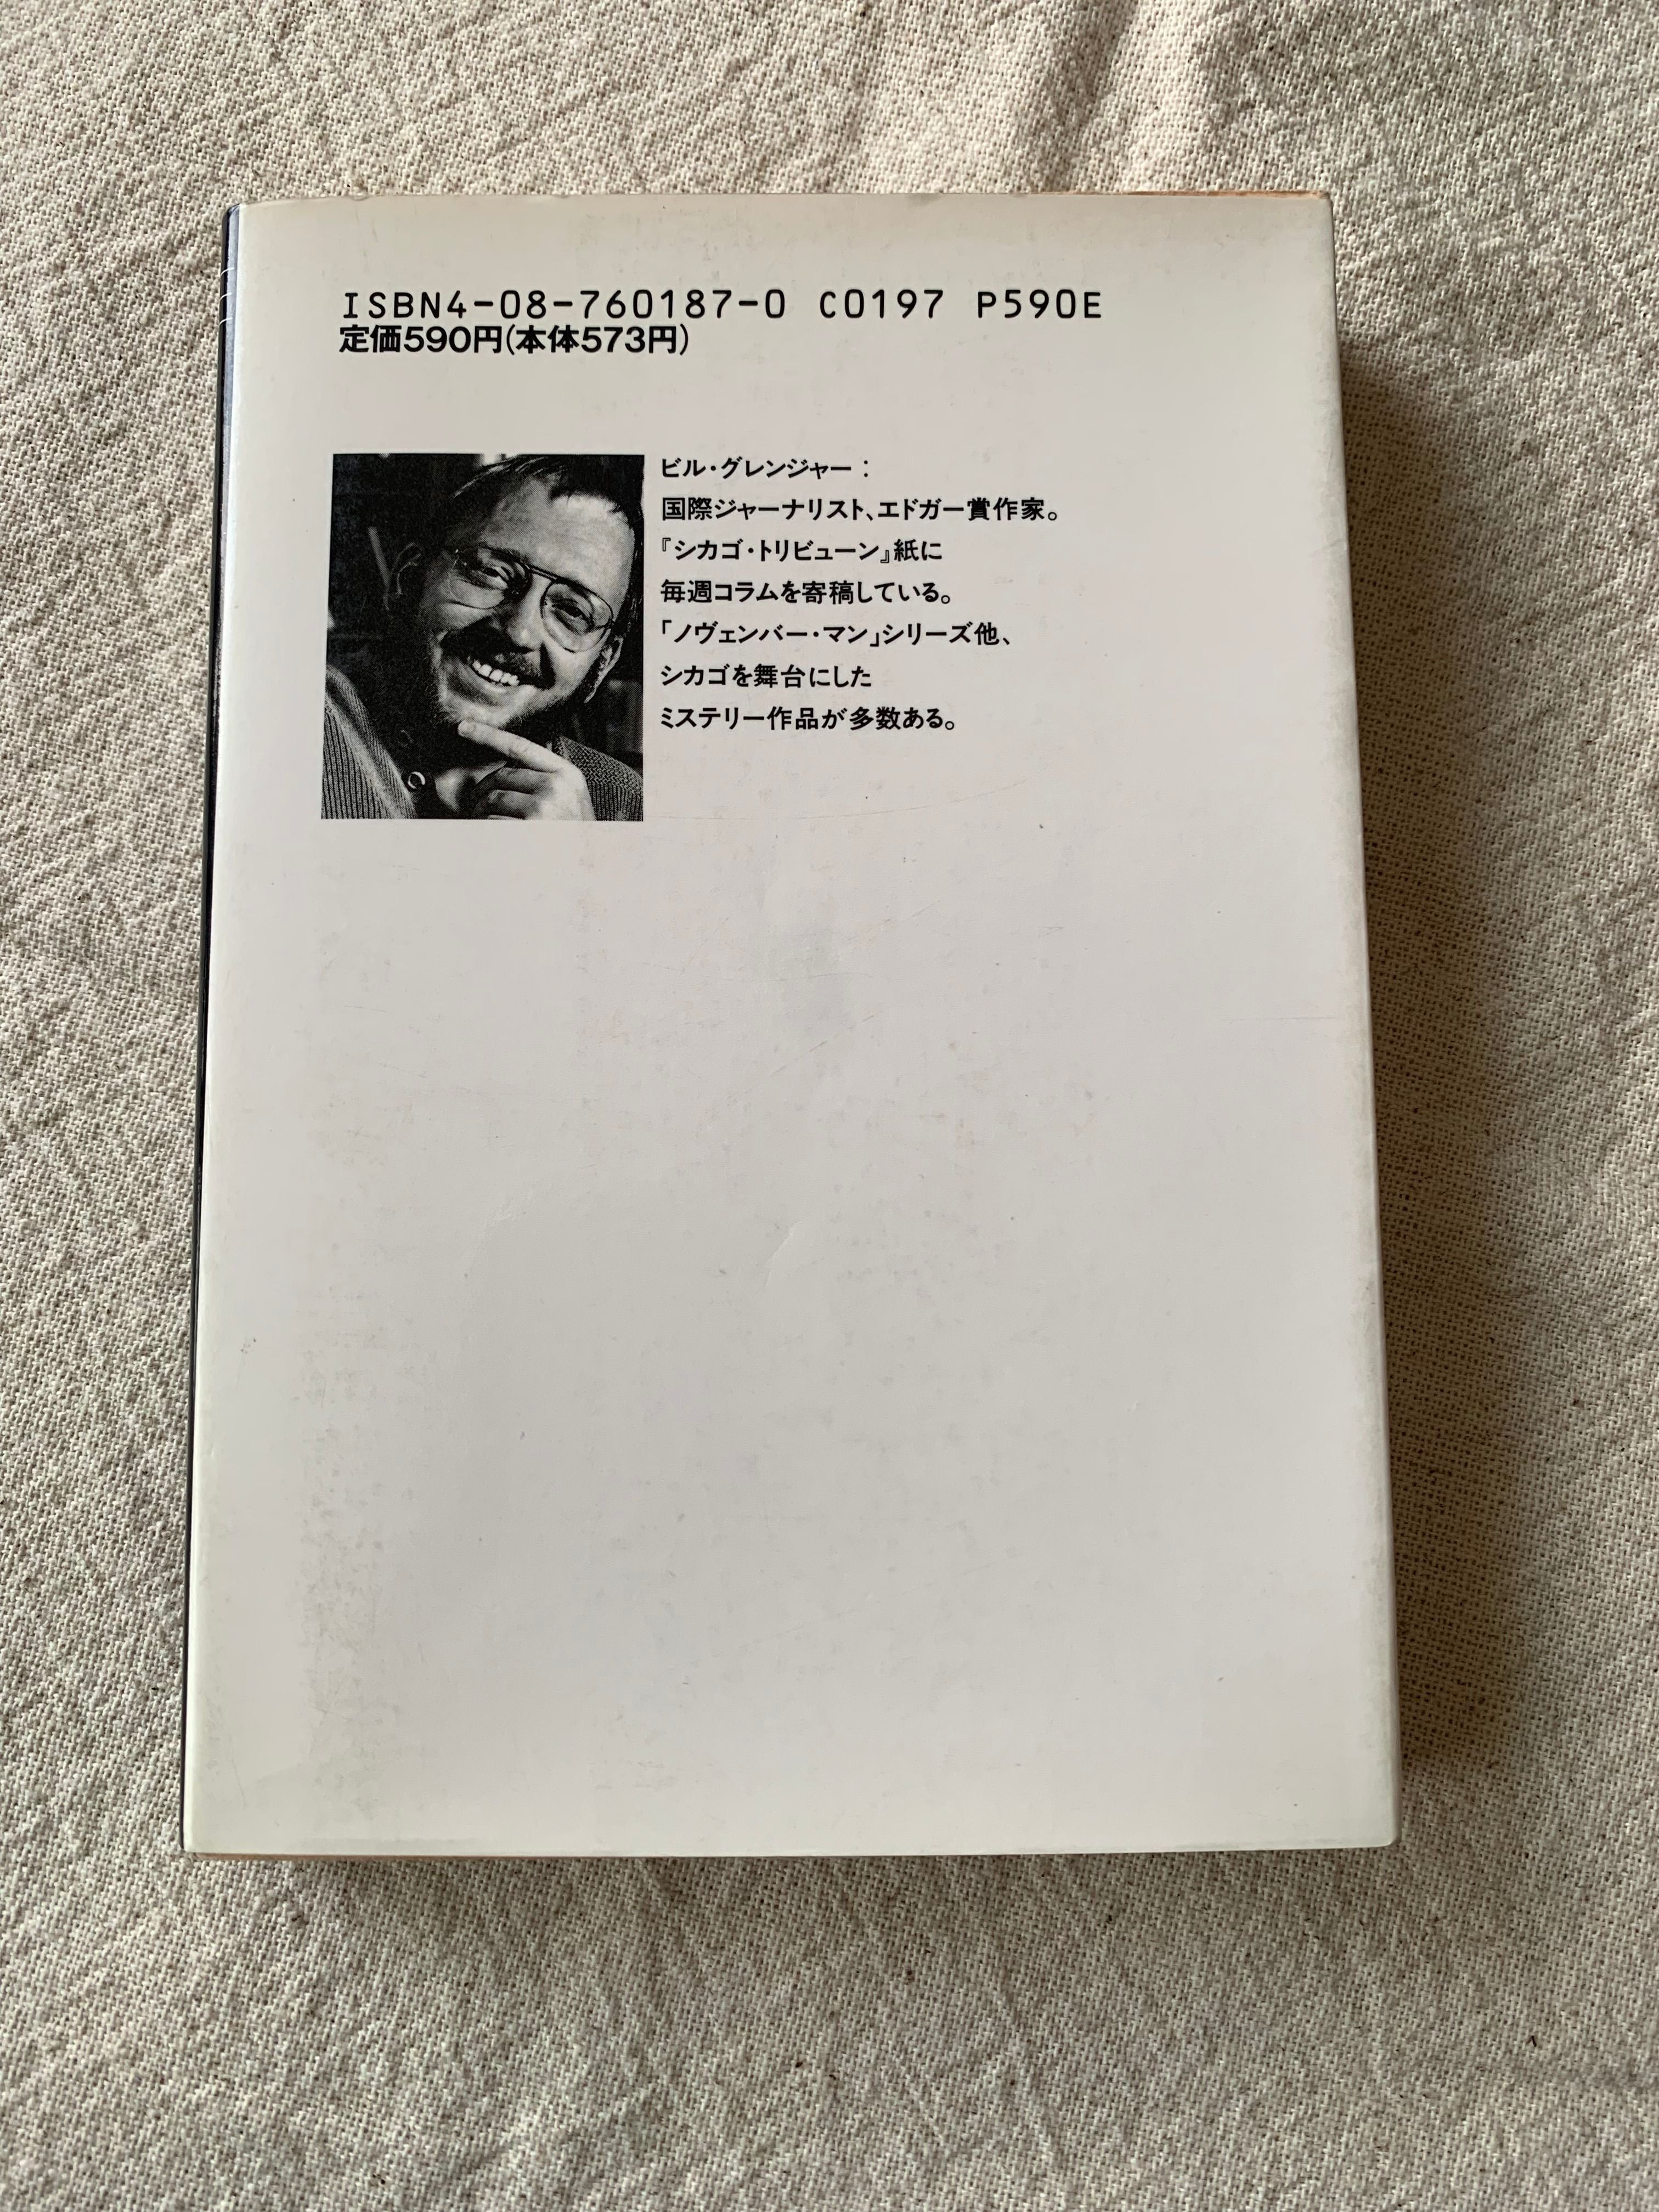 ISBN4-08-760187-0 C0197 P590E
定価590円(本体573円)
ビル・グレンジャー：
国際ジャーナリスト、エドガー賞作家。
『シカゴ・トリビューン』紙に
毎週コラムを寄稿している。
「ノヴェンバー・マン」シリーズ他、
シカゴを舞台にした
ミステリー作品が多数ある。